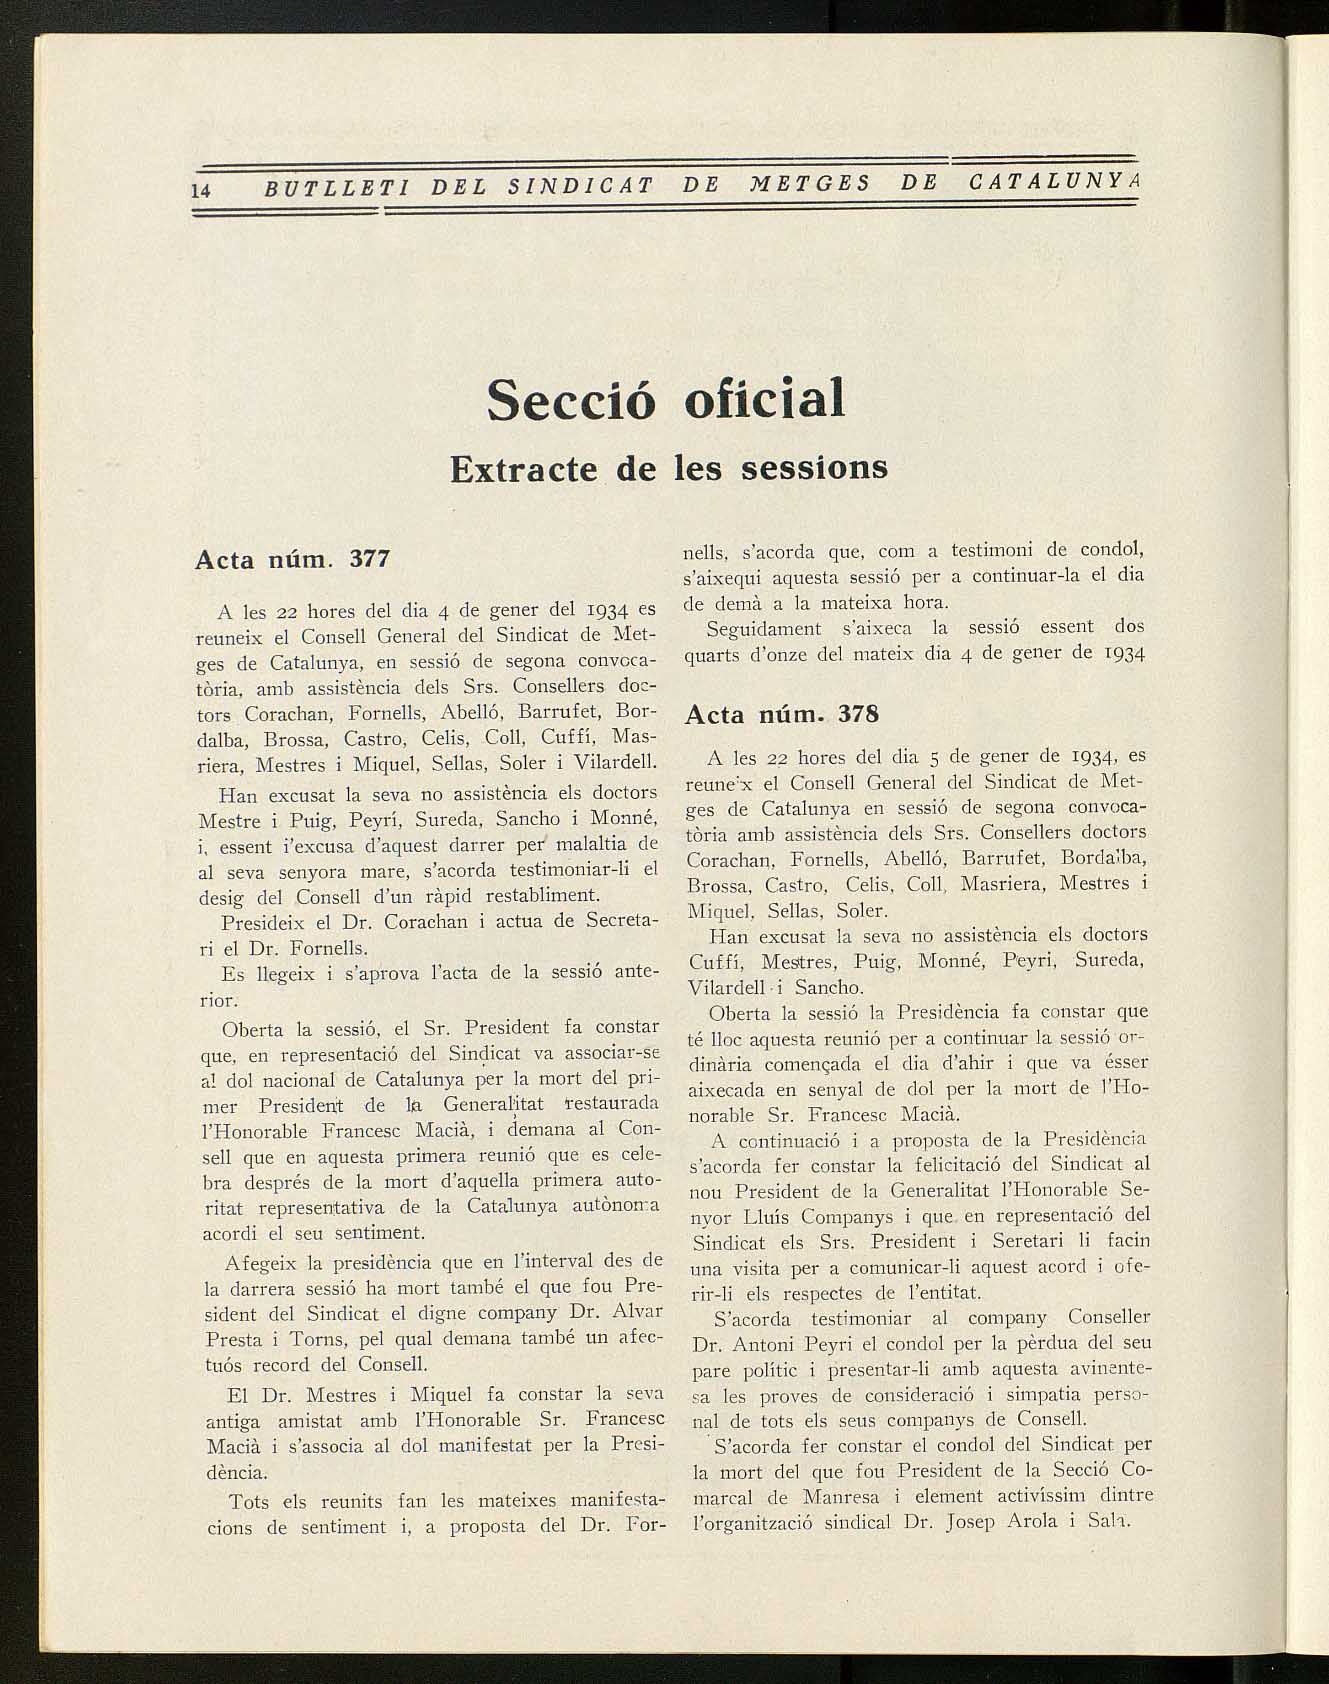 14 BUTLLETI DEL SINDICAT DE METGES DE CATALUNYA
Secció oficial
Extracte de les sessions
Acta núm. 377
A les 22 hores del dia 4 de gener del 1934 es
reuneix el Consell General del Sindicat de Met-
ges de Catalunya, en sessió de segona convoca-
tòria, amb assistència dels Srs. Consellers doc-
tors Corachan, Fornells, Abelló, Barrufet, Bor-
dalba, Brossa, Castro, Celis, Coll, Cuffí, Mas-
riera, Mestres i Miquel, Sellas, Soler i Vilardell.
Han excusat la seva no assistència els doctors
Mestre i Puig, Peyrí, Sureda, Sancho i Monné,
i, essent i'excusa d'aquest darrer per malaltia de
al seva senyora mare, s'acorda testimoniar-li el
desig del Consell d'un ràpid restabliment.
Presideix el Dr. Corachan i actua de Secreta-
ri el Dr. Fornells.
Es llegeix i s'aprova l'acta de la sessió ante-
rior.
Oberta la sessió, el Sr. President fa constar
que, en representació del Sindicat va associar-se
al dol nacional de Catalunya per la mort del pri-
mer President de la Generalitat restaurada
l'Honorable Francesc Macià, i demana al Con-
sell que en aquesta primera reunió que es cele-
bra després de la mort d'aquella primera auto-
ritat representativa de la Catalunya autònoma
acordi el seu sentiment.
Afegeix la presidència que en l'interval des de
la darrera sessió ha mort també el que fou Pre-
sident del Sindicat el digne company Dr. Alvar
Presta i Torns, pel qual demana també un afec-
tuós record del Consell.
El Dr. Mestres i Miquel fa constar la seva
antiga amistat amb l'Honorable Sr. Francesc
Macià i s'associa al dol manifestat per la Presi-
dència.
Tots els reunits fan les mateixes manifesta-
cions de sentiment i, a proposta del Dr. For-
nells, s'acorda que, com a testimoni de condol,
s'aixequi aquesta sessió per a continuar-la el dia
de demà a la mateixa hora.
Seguidament s'aixeca la sessió essent dos
quarts d'onze del mateix dia 4 de gener de 1934
Acta núm. 378
A les 22 hores del dia 5 de gener de 1934, es
reuneix el Consell General del Sindicat de Met-
ges de Catalunya en sessió de segona convoca-
tòria amb assistència dels Srs. Consellers doctors
Corachan, Fornells, Abelló, Barrufet, Bordalba,
Brossa, Castro, Celis, Coll, Masriera, Mestres i
Miquel, Sellas, Soler.
Han excusat la seva no assistència els doctors
Cuffí, Mestres, Puig, Monné, Peyri, Sureda,
Vilardell i Sancho.
Oberta la sessió la Presidència fa constar que
té lloc aquesta reunió per a continuar la sessió or-
dinària començada el dia d'ahir i que va ésser
aixecada en senyal de dol per la mort de l'Ho-
norable Sr. Francesc Macià.
A continuació i a proposta de la Presidència
s'acorda fer constar la felicitació del Sindicat al
nou President de la Generalitat l'Honorable Se-
nyor Lluís Companys i que, en representació del
Sindicat els Srs. President i Seretari li facin
una visita per a comunicar-li aquest acord i ofe-
rir-li els respectes de l'entitat.
S'acorda testimoniar al company Conseller
Dr. Antoni Peyri el condol per la pèrdua del seu
pare polític i presentar-li amb aquesta avinente-
sa les proves de consideració i simpatia perso-
nal de tots els seus companys de Consell.
S'acorda fer constar el condol del Sindicat per
la mort del que fou President de la Secció Co-
marcal de Manresa i element activíssim dintre
l'organització sindical Dr. Josep Arola i Sala.